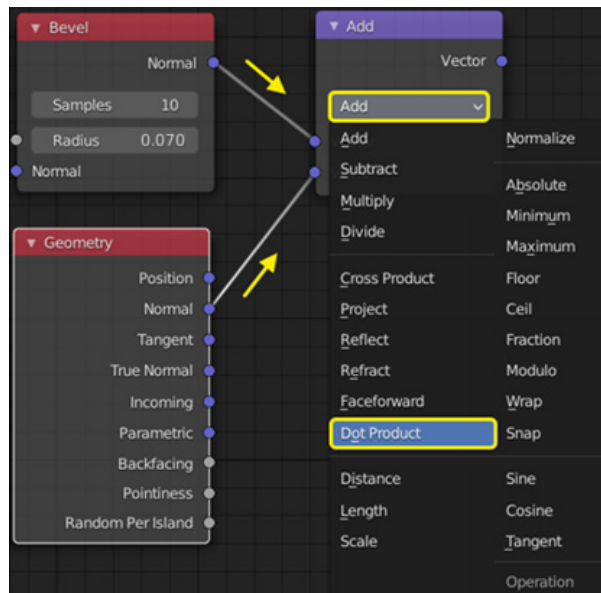 Bevel
Normal
Samples 10
Radius 0.070
Normal
Geometry
Position
Normal
Tangent
True Normal
Incoming
Parametric
Backfacing
Pointiness
Random Per Island
Add
Vector
Add
Add
Subtract
Multiply
Divide
Cross Product
Project
Reflect
Refract
Faceforward
Dot Product
Distance
Length
Scale
Normalize
Absolute
Minimum
Maximum
Floor
Ceil
Fraction
Modulo
Wrap
Snap
Sine
Cosine
Tangent
Operation